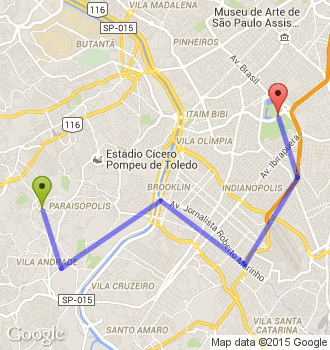 VILA MADALENA
116
116
BUTANTÃ
SP-015
PINHEIROS
Museu de Arte de
São Paulo Assis...
Av. Brasil
ITAIM BIBI
VILA OLÍMPIA
Av. Ibirapuera
116
Estádio Cícero
Pompeu de Toledo
BROOKLIN
INDIANÓPOLIS
PARAISÓPOLIS
Av. Jornalista Roberto Marinho
VILA ANDRADE
VILA CRUZEIRO
SP-015
SANTO AMARO
VILA SANTA
CATARINA
Google
Map data ©2015 Google